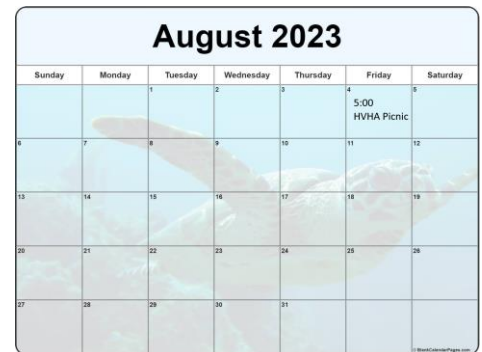 August 2023
Sunday Monday Tuesday Wednesday Thursday Friday Saturday
1 2 3 4 5
5:00
HVHA Picnic
6 7 8 9 10 11 12
13 14 15 16 17 18 19
20 21 22 23 24 25 26
27 28 29 30 31
© BlankCalendarPages.com